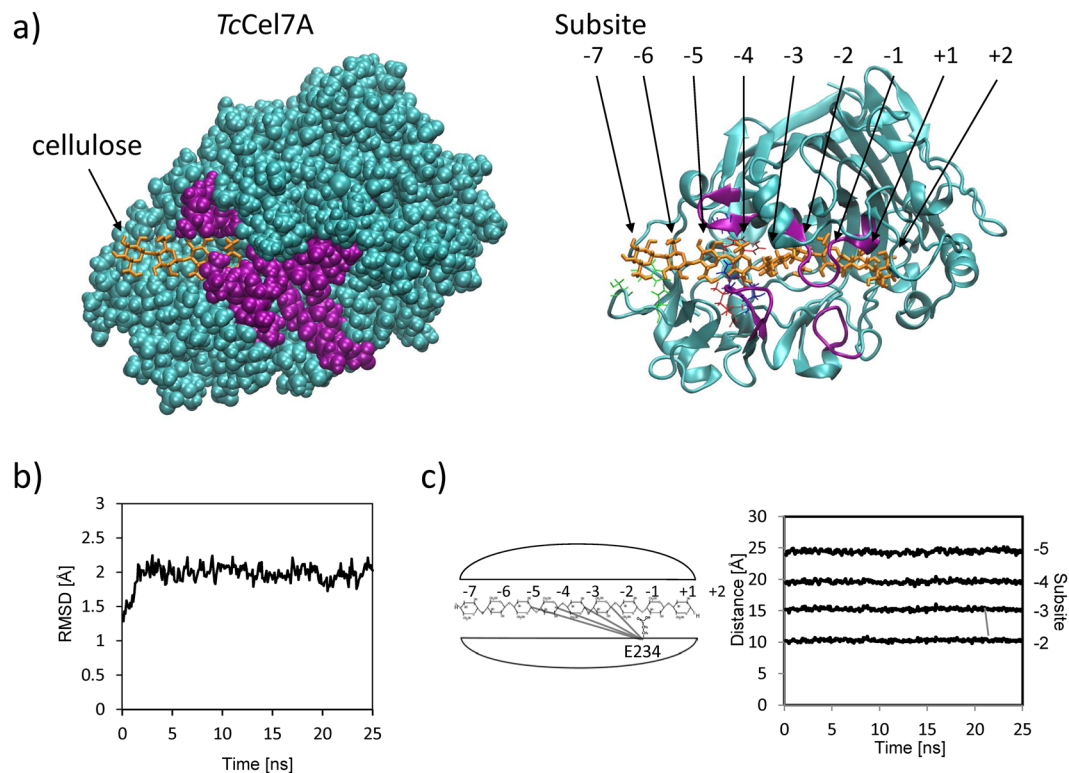 a)
TcCel7A
Subsite
-7 -6 -5 -4 -3 -2 -1 +1 +2
cellulose
b)
3
2.5
2
1.5
1
0.5
0
RMSD [Å]
0 5 10 15 20 25
Time [ns]
c)
-7 -6 -5 -4 -3 -2 -1 +1 +2
E234
30
25
20
15
10
5
0
Distance [Å]
-5
-4
-3
-2
Subsite
0 5 10 15 20 25
Time [ns]